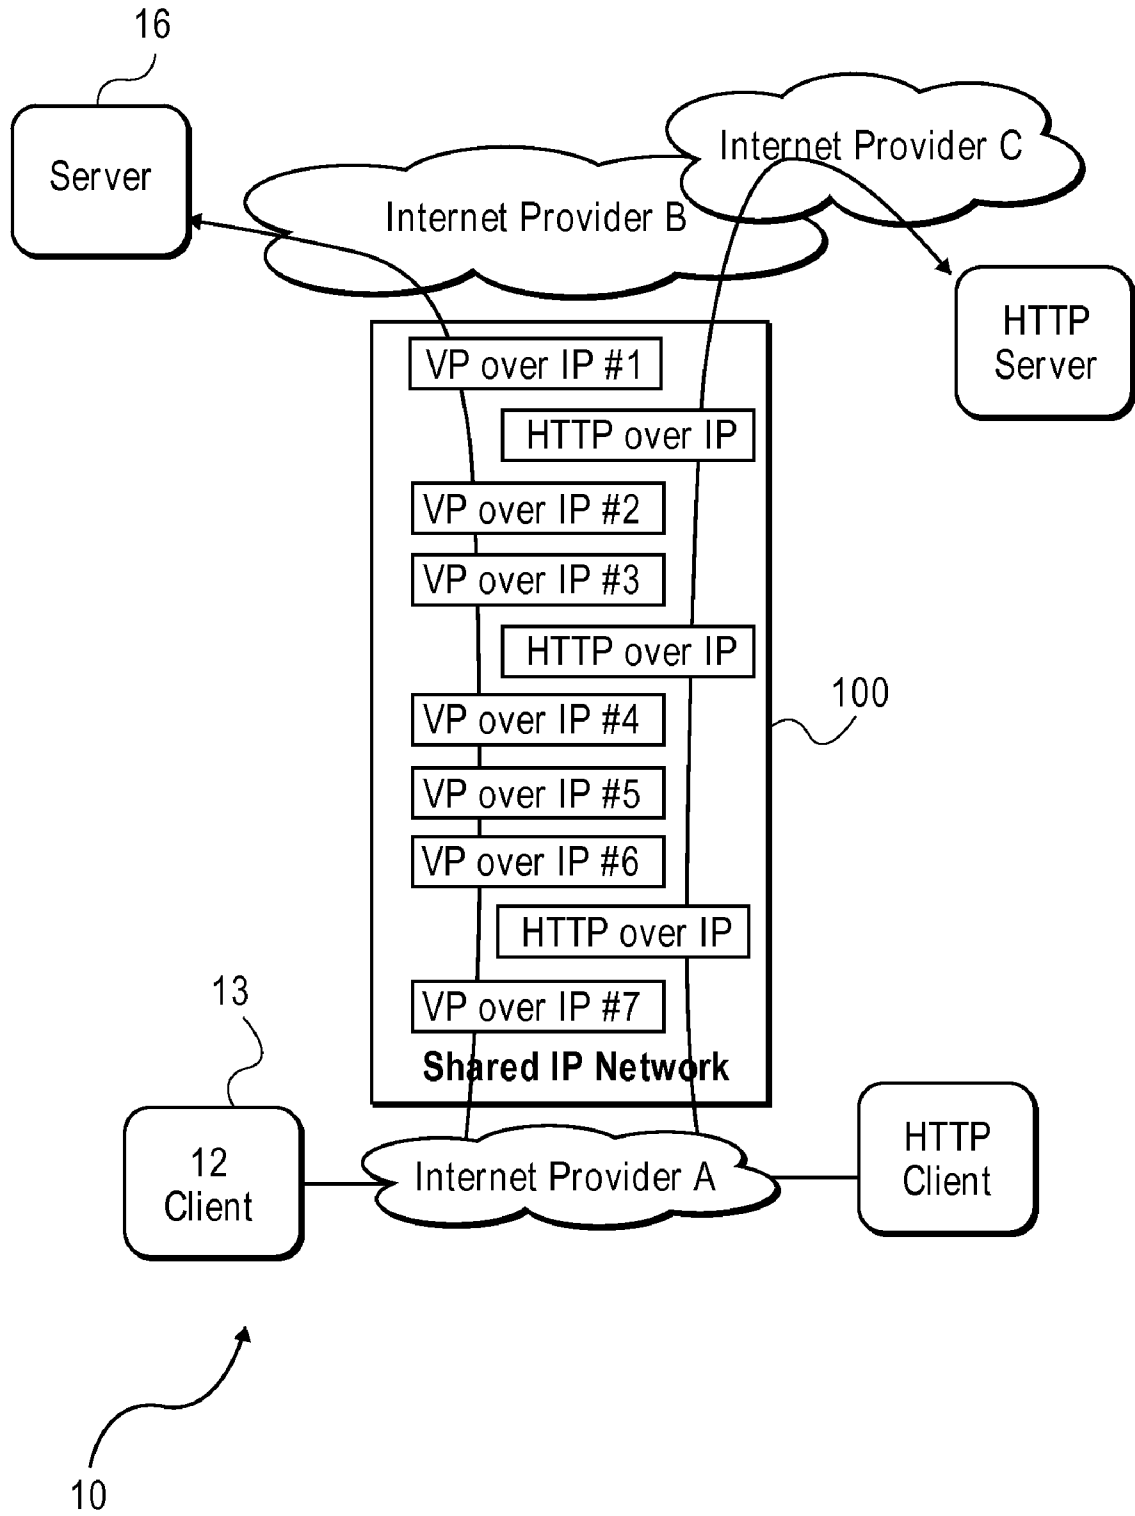 16
Server
Internet Provider C
Internet Provider B
HTTP
Server
VP over IP #1
HTTP over IP
VP over IP #2
VP over IP #3
HTTP over IP
100
VP over IP #4
VP over IP #5
VP over IP #6
HTTP over IP
13
VP over IP #7
Shared IP Network
12
Client
Internet Provider A
HTTP
Client
10